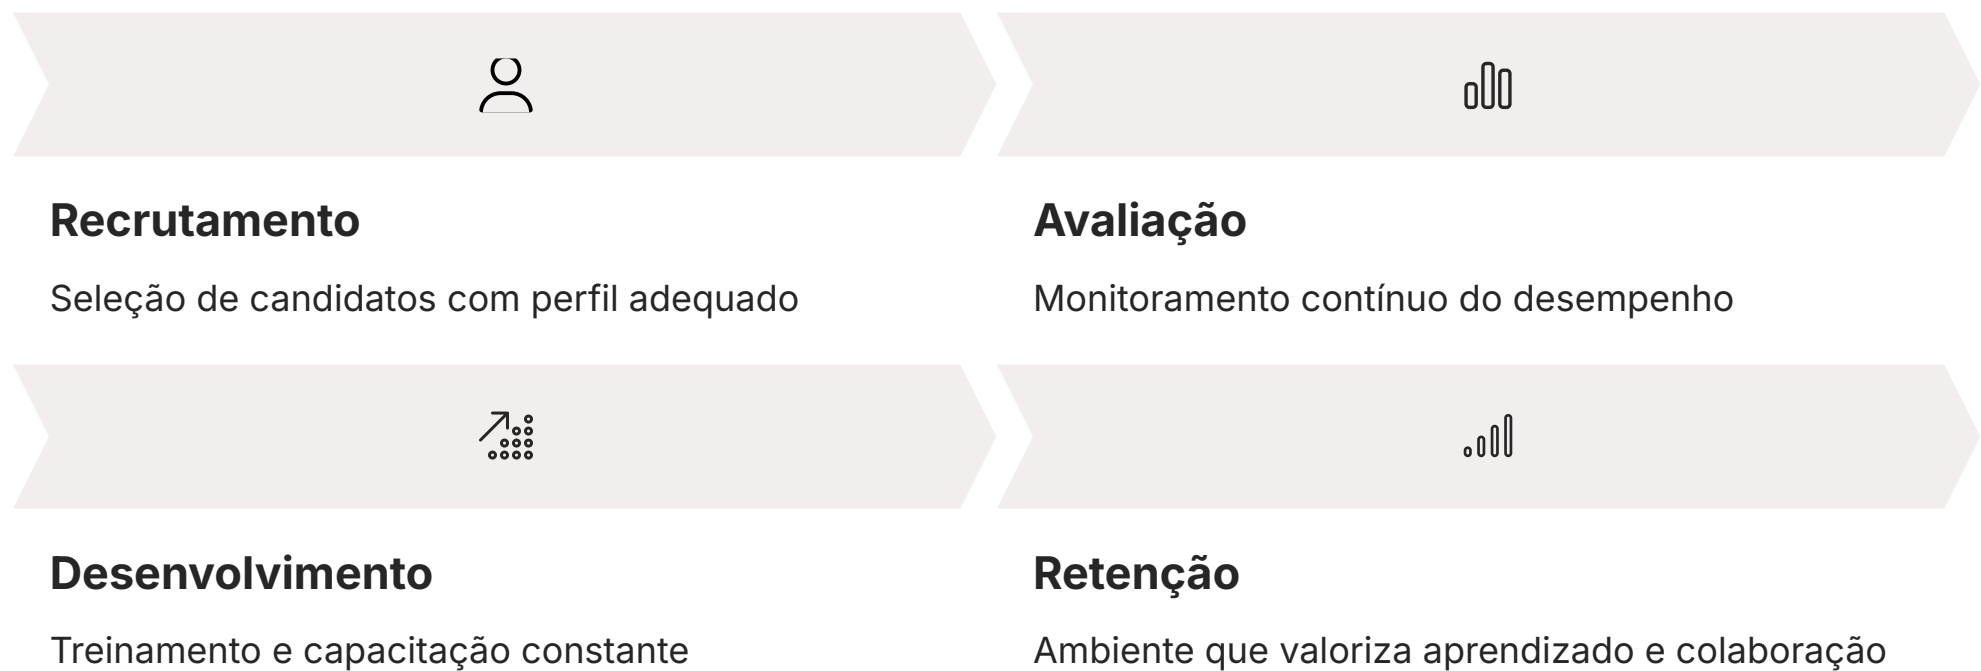 Recrutamento
Seleção de candidatos com perfil adequado
Avaliação
Monitoramento contínuo do desempenho
Desenvolvimento
Treinamento e capacitação constante
Retenção
Ambiente que valoriza aprendizado e colaboração